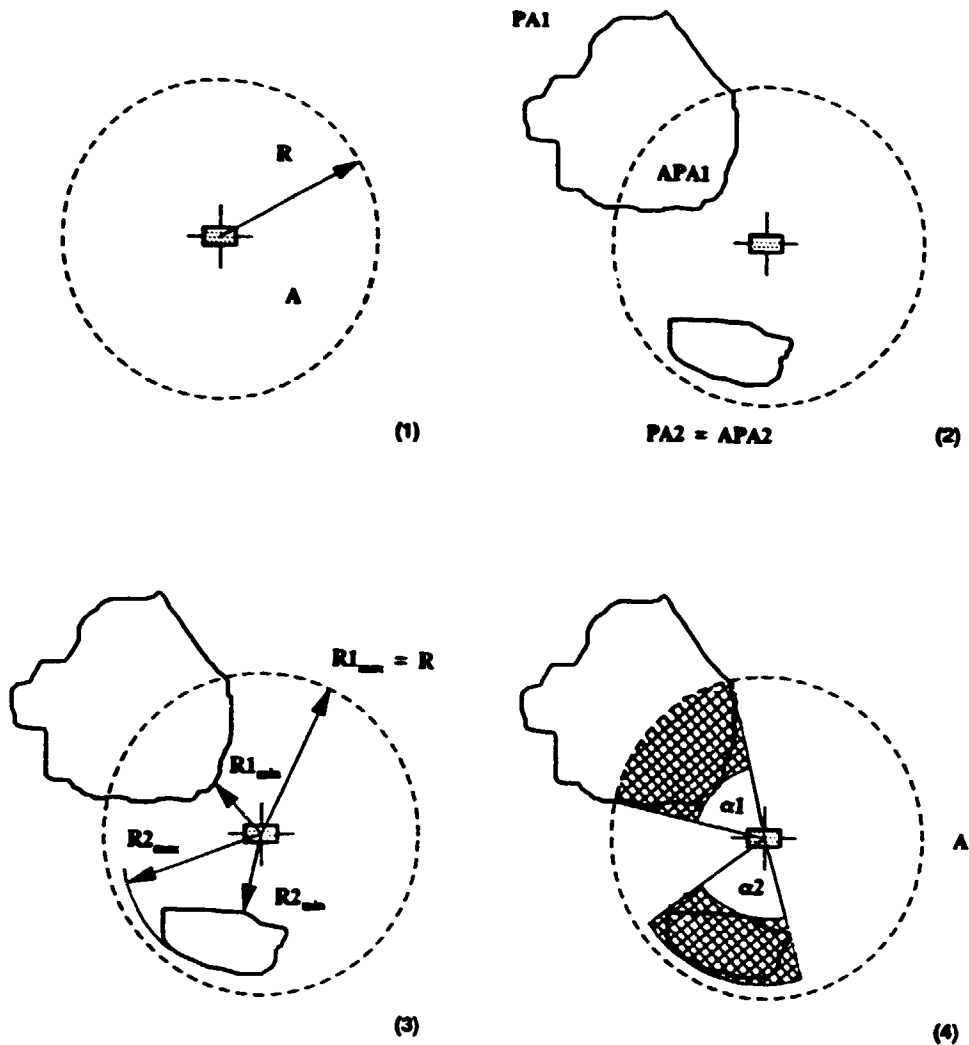 R
A
(1)
PA1
APA1
PA2 = APA2
(2)
R1max = R
R1min
R2max
R2min
(3)
α1
A
α2
(4)